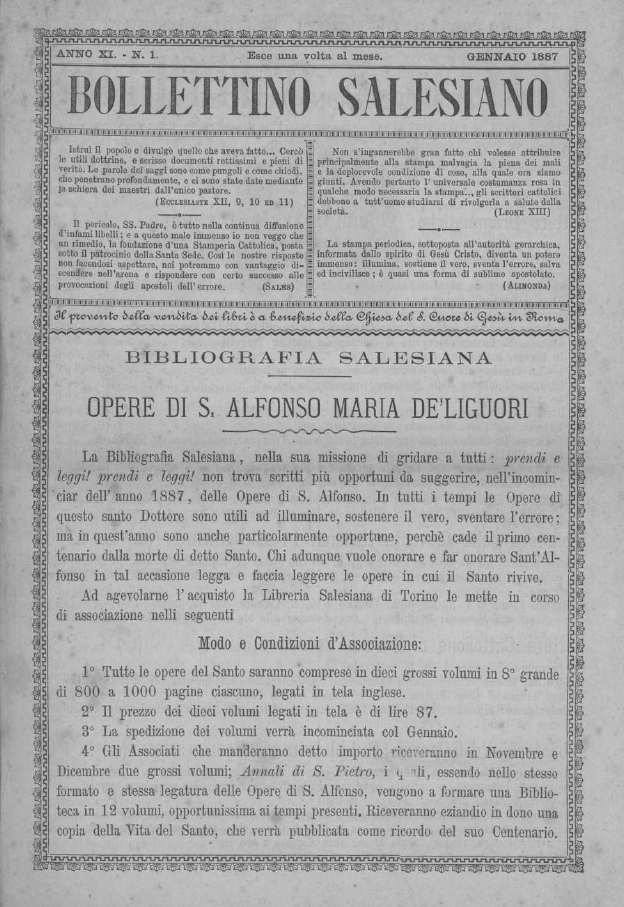 ANNO XI. - N. 1.
Esce una volta al mese.
GENNAIO 1887
BOLLETTINO SALESIANO
Istruì il popolo e divulgò quelle che aveva fatto... Cercò
le utili dottrine, e scrisse documenti rettissimi e pieni di
verità. Le parole dei saggi sono come pungoli e come chiodi,
che penetrano profondamente, e ci sono state date mediante
la schiera dei maestri dall'unico pastore.
(ECCLESIASTE XII, 9, 10 ED 11)
Il pericolo, SS. Padre, è tutto nella continua diffusione
d'infami libelli; e a questo male immenso io non veggo che
un rimedio, la fondazione d'una Stamperia Cattolica, posta
sotto il patrocinio della Santa Sede. Così le nostre risposte
non facendosi aspettare, noi potremmo con vantaggio di-
scendere nell'arena e rispondere con certo successo alle
provocazioni degli apostoli dell'errore.
(SALES)
Non s'ingannerebbe gran fatto chi volesse attribuire
principalmente alla stampa malvagia la piena dei mali
e la deplorevole condizione di cose, alla quale ora siamo
giunti. Avendo pertanto l'universale costumanza resa in
qualche modo necessaria la stampa..., gli scrittori cattolici
debbono a tutt'uomo studiarsi di rivolgerla a salute della
società.
(LEONE XIII)
La stampa periodica, sottoposta all'autorità gerarchica,
informata dallo spirito di Gesù Cristo, diventa un potere
immenso: illumina, sostiene il vero, sventa l'errore, salva
ed incivilisce; è quasi una forma di sublime apostolato.
(ALIMONDA)
Il provento della vendita dei libri è a benefizio della Chiesa del S. Cuore di Gesù in Roma
BIBLIOGRAFIA SALESIANA
OPERE DI S. ALFONSO MARIA DE'LIGUORI
La Bibliografia Salesiana, nella sua missione di gridare a tutti: prendi e
leggi! prendi e leggi! non trova scritti più opportuni da suggerire, nell'incomin-
ciar dell'anno 1887, delle Opere di S. Alfonso. In tutti i tempi le Opere di
questo santo Dottore sono utili ad illuminare, sostenere il vero, sventare l'errore;
ma in quest'anno sono anche particolarmente opportune, perchè cade il primo cen-
tenario dalla morte di detto Santo. Chi adunque vuole onorare e far onorare Sant'Al-
fonso in tal accasione legga e faccia leggere le opere in cui il Santo rivive.
Ad agevolarne l'acquisto la Libreria Salesiana di Torino le mette in corso
di associazione nelli seguenti
Modo e Condizioni d'Associazione:
1° Tutte le opere del Santo saranno comprese in dieci grossi volumi in 8° grande
di 800 a 1000 pagine ciascuno, legati in tela inglese.
2° Il prezzo dei dieci volumi legati in tela è di lire 87.
3° La spedizione dei volumi verrà incominciata col Gennaio.
4° Gli Associati che manderanno detto importo riceveranno in Novembre e
Dicembre due grossi volumi; Annali di S. Pietro, i essendo nello stesso
formato e stessa legatura delle Opere di S. Alfonso, vengono a formare una Biblio-
teca in 12 volumi, opportunissima ai tempi presenti. Riceveranno eziandio in dono una
copia della Vita del Santo, che verrà pubblicata come ricordo del suo Centenario.